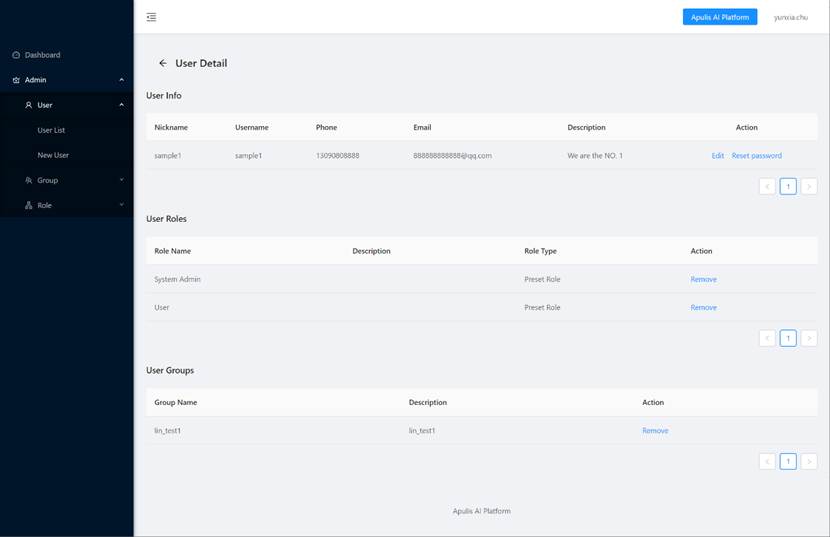 Apulis AI Platform yunxia.chu
Dashboard
Admin
User
User List
New User
Group
Role
User Detail
User Info
Nickname Username Phone Email Description Action
sample1 sample1 13090808888 888888888888@qq.com We are the NO. 1 Edit Reset password
1
User Roles
Role Name Description Role Type Action
System Admin Preset Role Remove
User Preset Role Remove
1
User Groups
Group Name Description Action
lin_test1 lin_test1 Remove
1
Apulis AI Platform